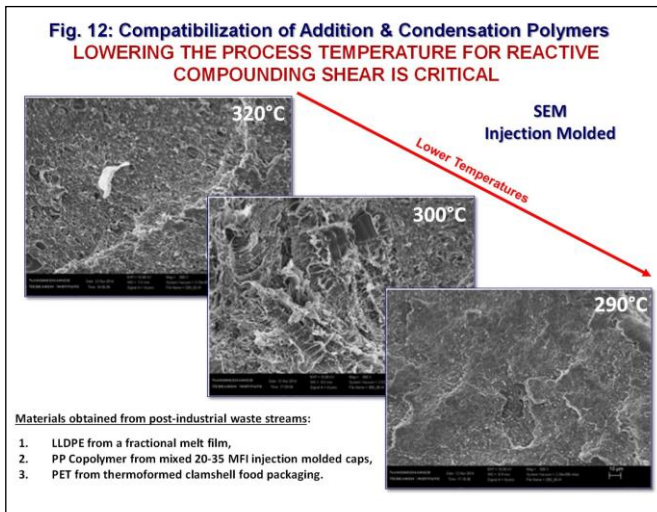 Fig. 12: Compatibilization of Addition & Condensation Polymers
LOWERING THE PROCESS TEMPERATURE FOR REACTIVE
COMPOUNDING SHEAR IS CRITICAL
320°C
SEM
Injection Molded
Lower Temperatures
300°C
290°C
Materials obtained from post-industrial waste streams:
1. LLDPE from a fractional melt film,
2. PP Copolymer from mixed 20-35 MFI injection molded caps,
3. PET from thermoformed clamshell food packaging.